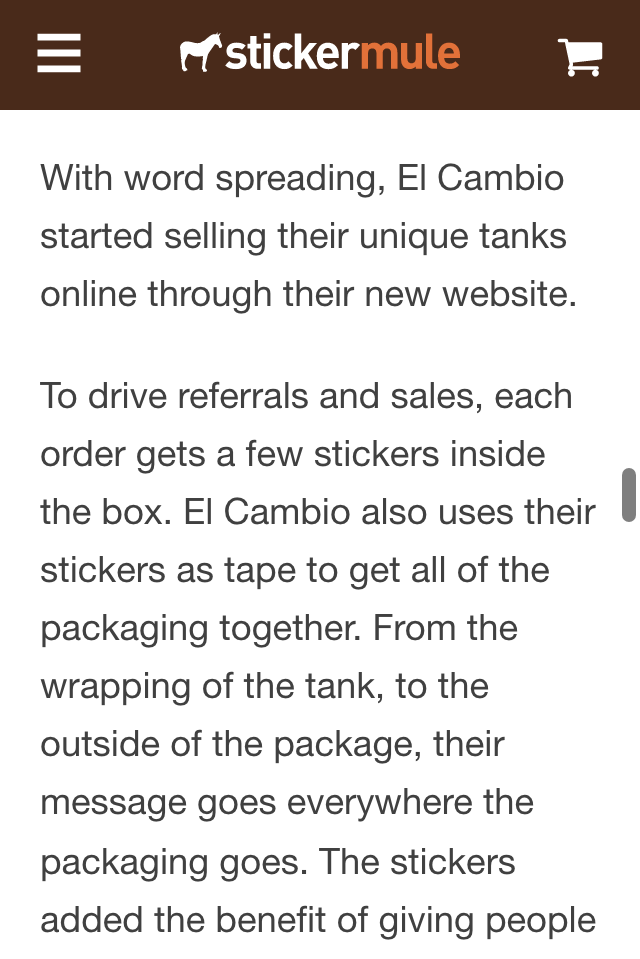 stickermule
With word spreading, El Cambio
started selling their unique tanks
online through their new website.
To drive referrals and sales, each
order gets a few stickers inside
the box. El Cambio also uses their
stickers as tape to get all of the
packaging together. From the
wrapping of the tank, to the
outside of the package, their
message goes everywhere the
packaging goes. The stickers
added the benefit of giving people